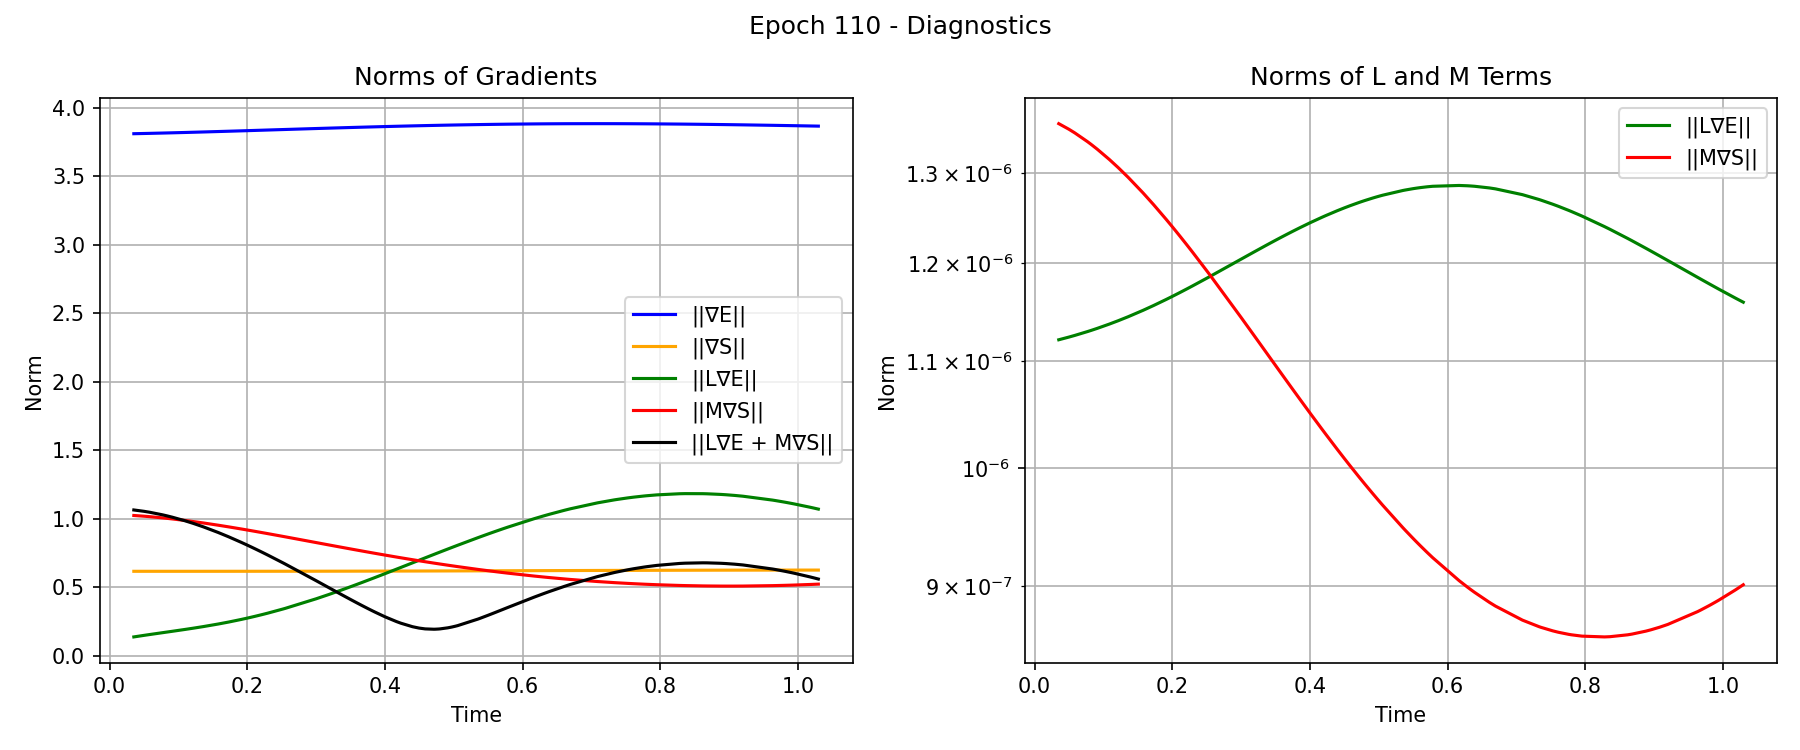 Epoch 110 - Diagnostics
Norms of Gradients
4.0
3.5
3.0
2.5
2.0
1.5
1.0
0.5
0.0
Norm
||∇E||
||∇S||
||L∇E||
||M∇S||
||L∇E + M∇S||
0.0 0.2 0.4 0.6 0.8 1.0
Time
Norms of L and M Terms
1.3 × 10⁻⁶
1.2 × 10⁻⁶
1.1 × 10⁻⁶
10⁻⁶
9 × 10⁻⁷
Norm
||L∇E||
||M∇S||
0.0 0.2 0.4 0.6 0.8 1.0
Time